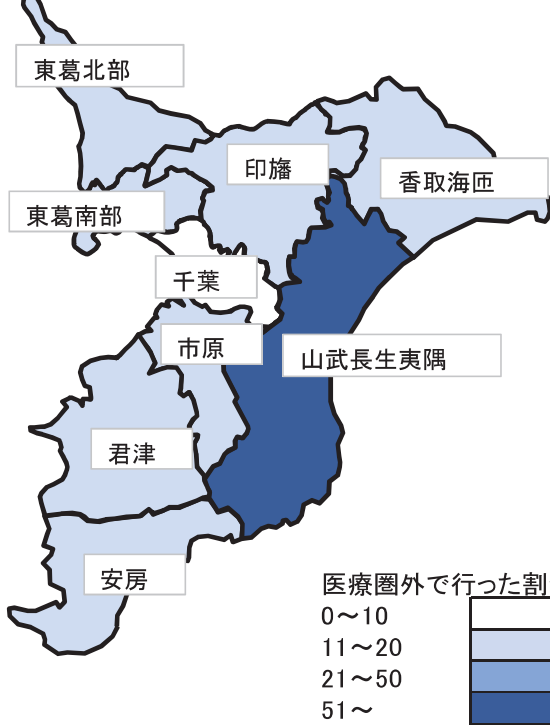 東葛北部
印旛
香取海匝
東葛南部
千葉
市原
山武長生夷隅
君津
安房
医療圏外で行った割
0～10
11～20
21～50
51～